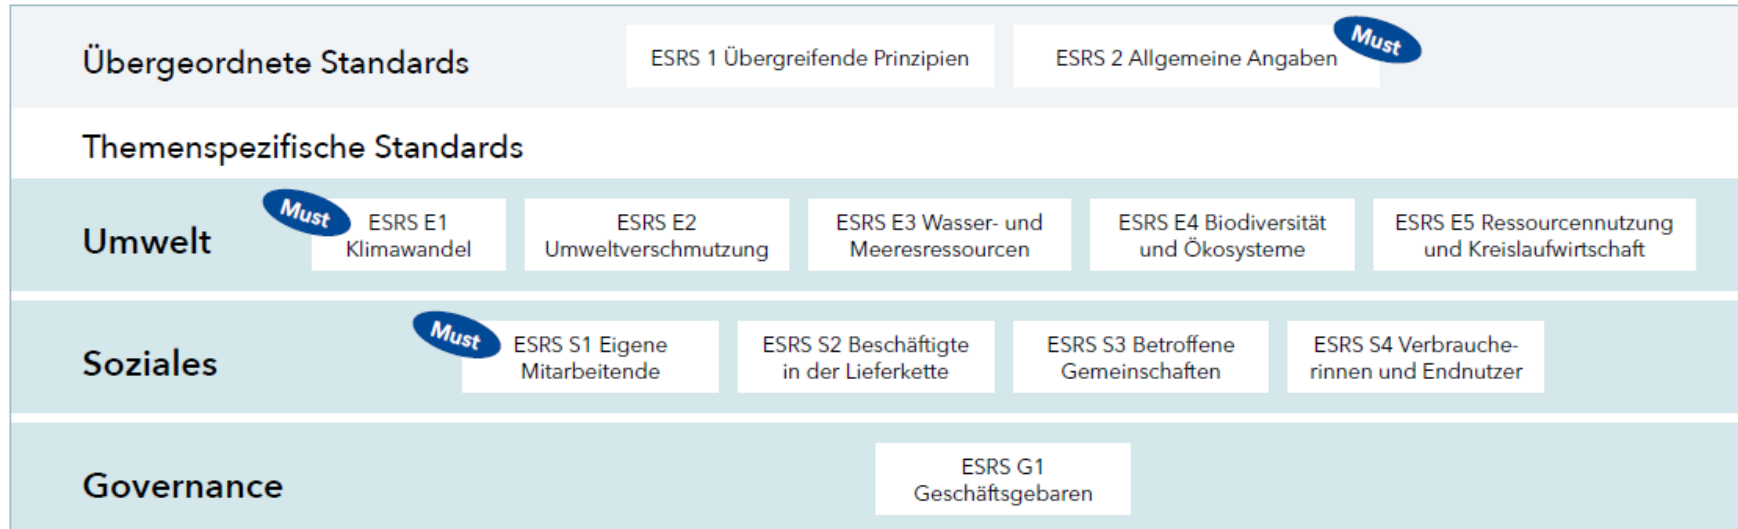 Übergeordnete Standards
ESRS 1 Übergreifende Prinzipien
ESRS 2 Allgemeine Angaben
Must
Themenspezifische Standards
Umwelt
Must
ESRS E1
Klimawandel
ESRS E2
Umweltverschmutzung
ESRS E3 Wasser- und
Meeresressourcen
ESRS E4 Biodiversität
und Ökosysteme
ESRS E5 Ressourcennutzung
und Kreislaufwirtschaft
Soziales
Must
ESRS S1 Eigene
Mitarbeitende
ESRS S2 Beschäftigte
in der Lieferkette
ESRS S3 Betroffene
Gemeinschaften
ESRS S4 Verbrauche-
rinnen und Endnutzer
Governance
ESRS G1
Geschäftsgebaren